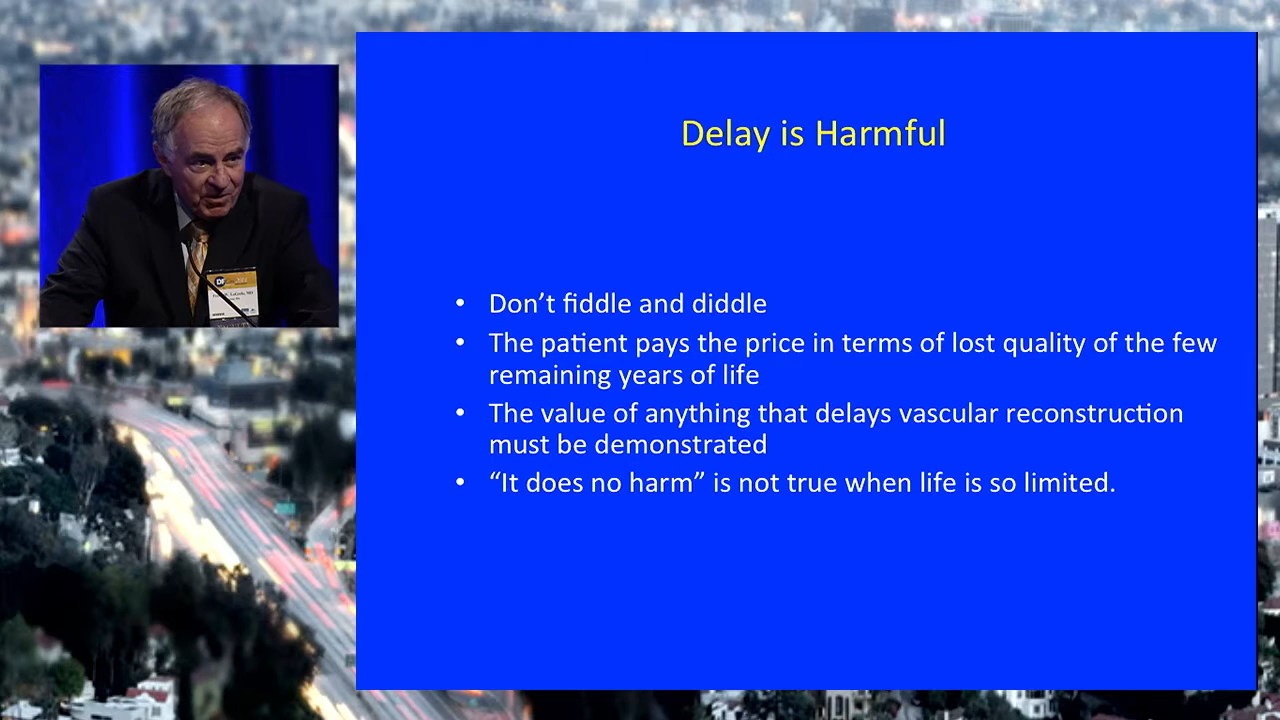 Delay is Harmful
• Don’t fiddle and diddle
• The patient pays the price in terms of lost quality of the few
remaining years of life
• The value of anything that delays vascular reconstruction
must be demonstrated
• “It does no harm” is not true when life is so limited.
DF